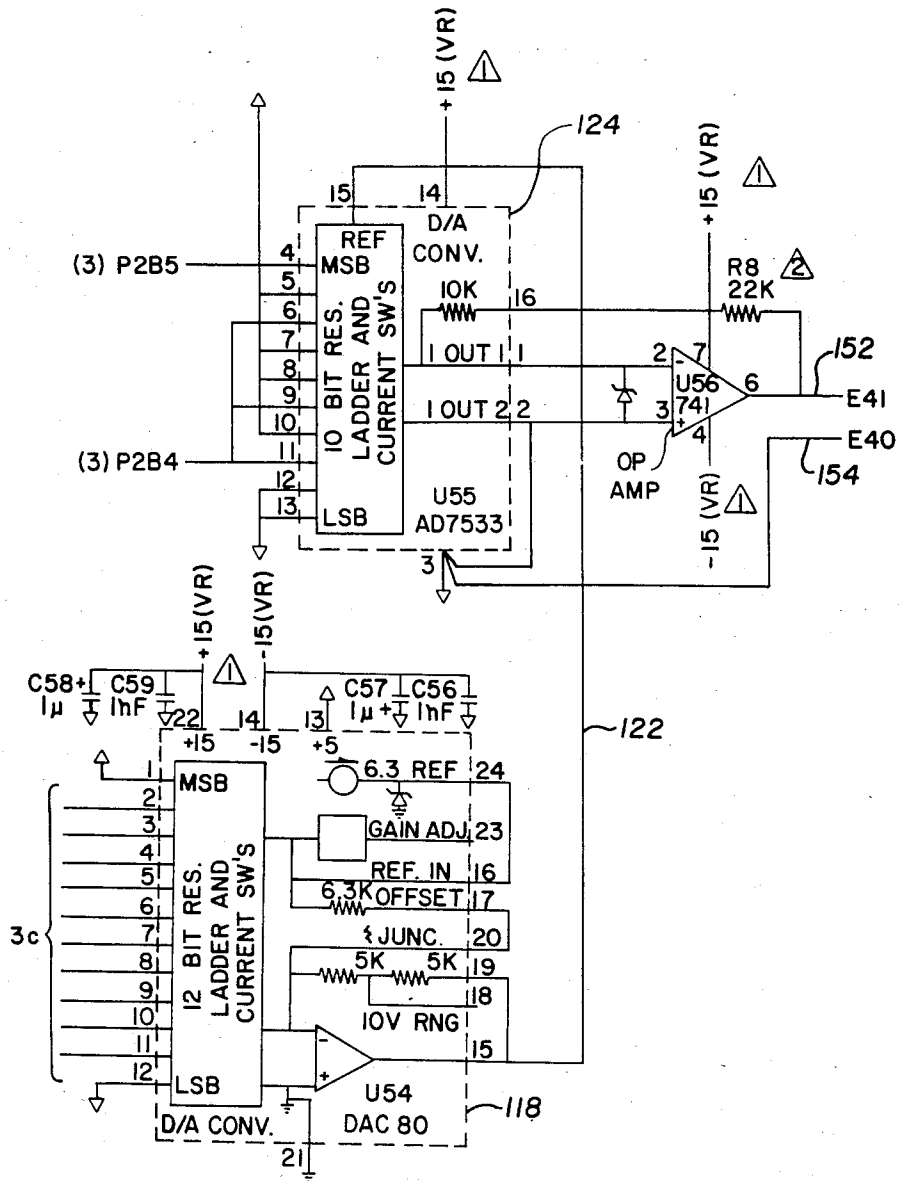 +15 (VR) 1
124
+15 (VR) 1
15
14
D/A
CONV.
REF
(3) P2B5
4
MSB
5
6
7
8
9
10
11
12
13
10 BIT RES.
LADDER AND
CURRENT SW'S
LSB
10K
16
R8 2
22K
I OUT 1 1
I OUT 2 2
2
-
7
U56
741
3
+
4
6
152
E41
E40
154
(3) P2B4
OP
AMP
-15 (VR) 1
U55
AD7533
3
+15 (VR) 1
-15 (VR)
C58 +
1µ
C59
1nF
C57
1µ +
C56
1nF
22
+15
14
-15
13
+5
122
1
MSB
2
3
4
5
6
7
8
9
10
11
12
LSB
3c
12 BIT RES.
LADDER AND
CURRENT SW'S
6.3 REF 24
GAIN ADJ. 23
REF. IN 16
6.3K OFFSET 17
ξ JUNC. 20
5K 5K 19
18
10V RNG
15
-
+
U54
DAC 80
D/A CONV.
21
118